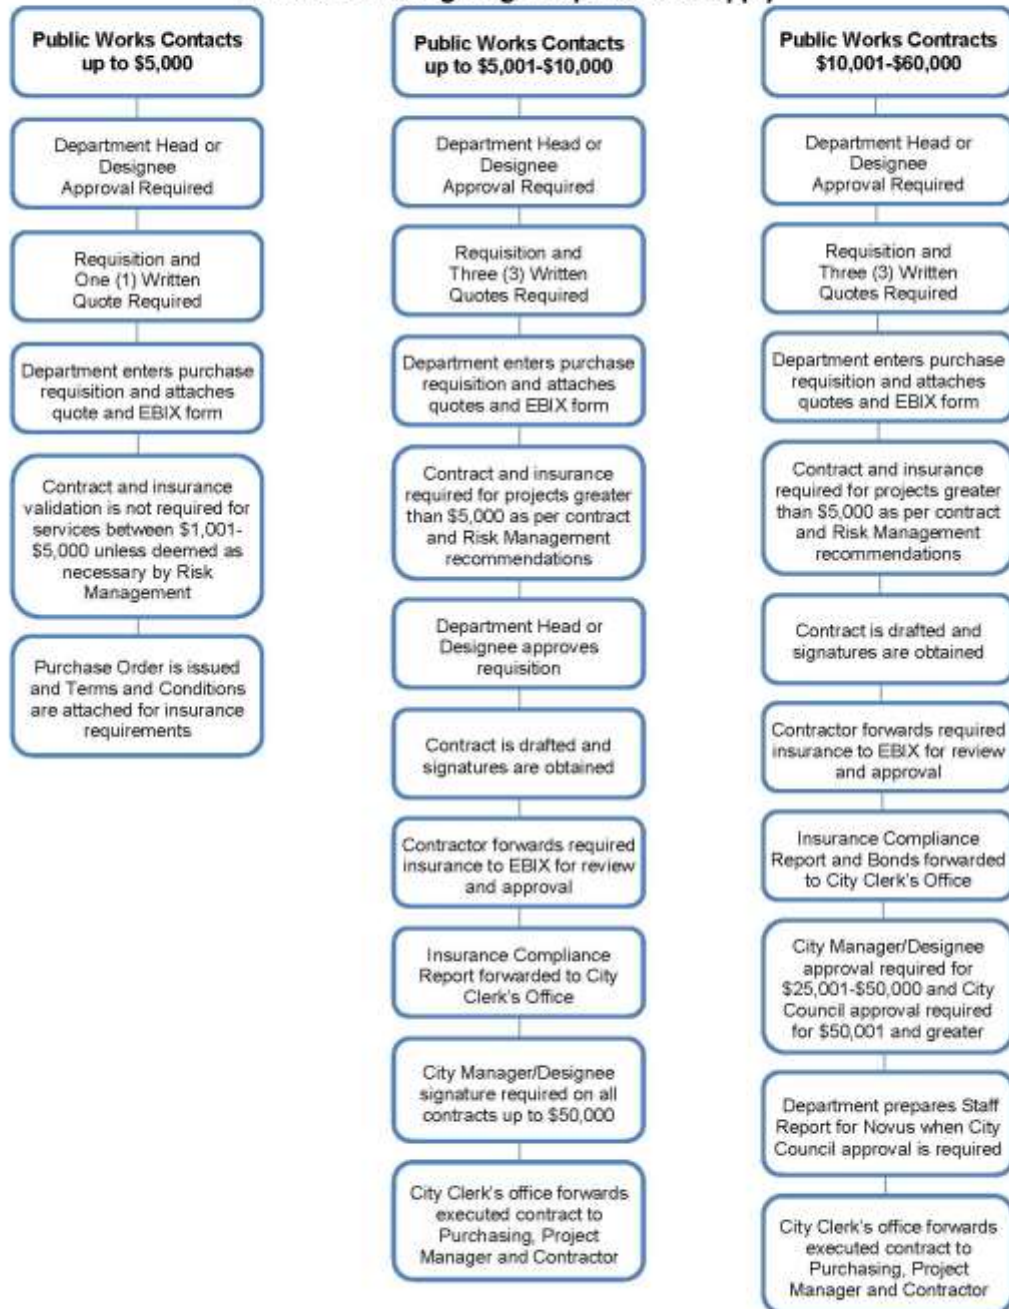 Public Works Contacts
up to $5,000
Department Head or
Designee
Approval Required
Requisition and
One (1) Written
Quote Required
Department enters purchase
requisition and attaches
quote and EBIX form
Contract and insurance
validation is not required for
services between $1,001-
$5,000 unless deemed as
necessary by Risk
Management
Purchase Order is issued
and Terms and Conditions
are attached for insurance
requirements
Public Works Contacts
up to $5,001-$10,000
Department Head or
Designee
Approval Required
Requisition and
Three (3) Written
Quotes Required
Department enters purchase
requisition and attaches
quotes and EBIX form
Contract and insurance
required for projects greater
than $5,000 as per contract
and Risk Management
recommendations
Department Head or
Designee approves
requisition
Contract is drafted and
signatures are obtained
Contractor forwards required
insurance to EBIX for review
and approval
Insurance Compliance
Report forwarded to City
Clerk's Office
City Manager/Designee
signature required on all
contracts up to $50,000
City Clerk's office forwards
executed contract to
Purchasing, Project
Manager and Contractor
Public Works Contracts
$10,001-$60,000
Department Head or
Designee
Approval Required
Requisition and
Three (3) Written
Quotes Required
Department enters purchase
requisition and attaches
quotes and EBIX form
Contract and insurance
required for projects greater
than $5,000 as per contract
and Risk Management
recommendations
Contract is drafted and
signatures are obtained
Contractor forwards required
insurance to EBIX for review
and approval
Insurance Compliance
Report and Bonds forwarded
to City Clerk's Office
City Manager/Designee
approval required for
$25,001-$50,000 and City
Council approval required
for $50,001 and greater
Department prepares Staff
Report for Novus when City
Council approval is required
City Clerk's office forwards
executed contract to
Purchasing, Project
Manager and Contractor